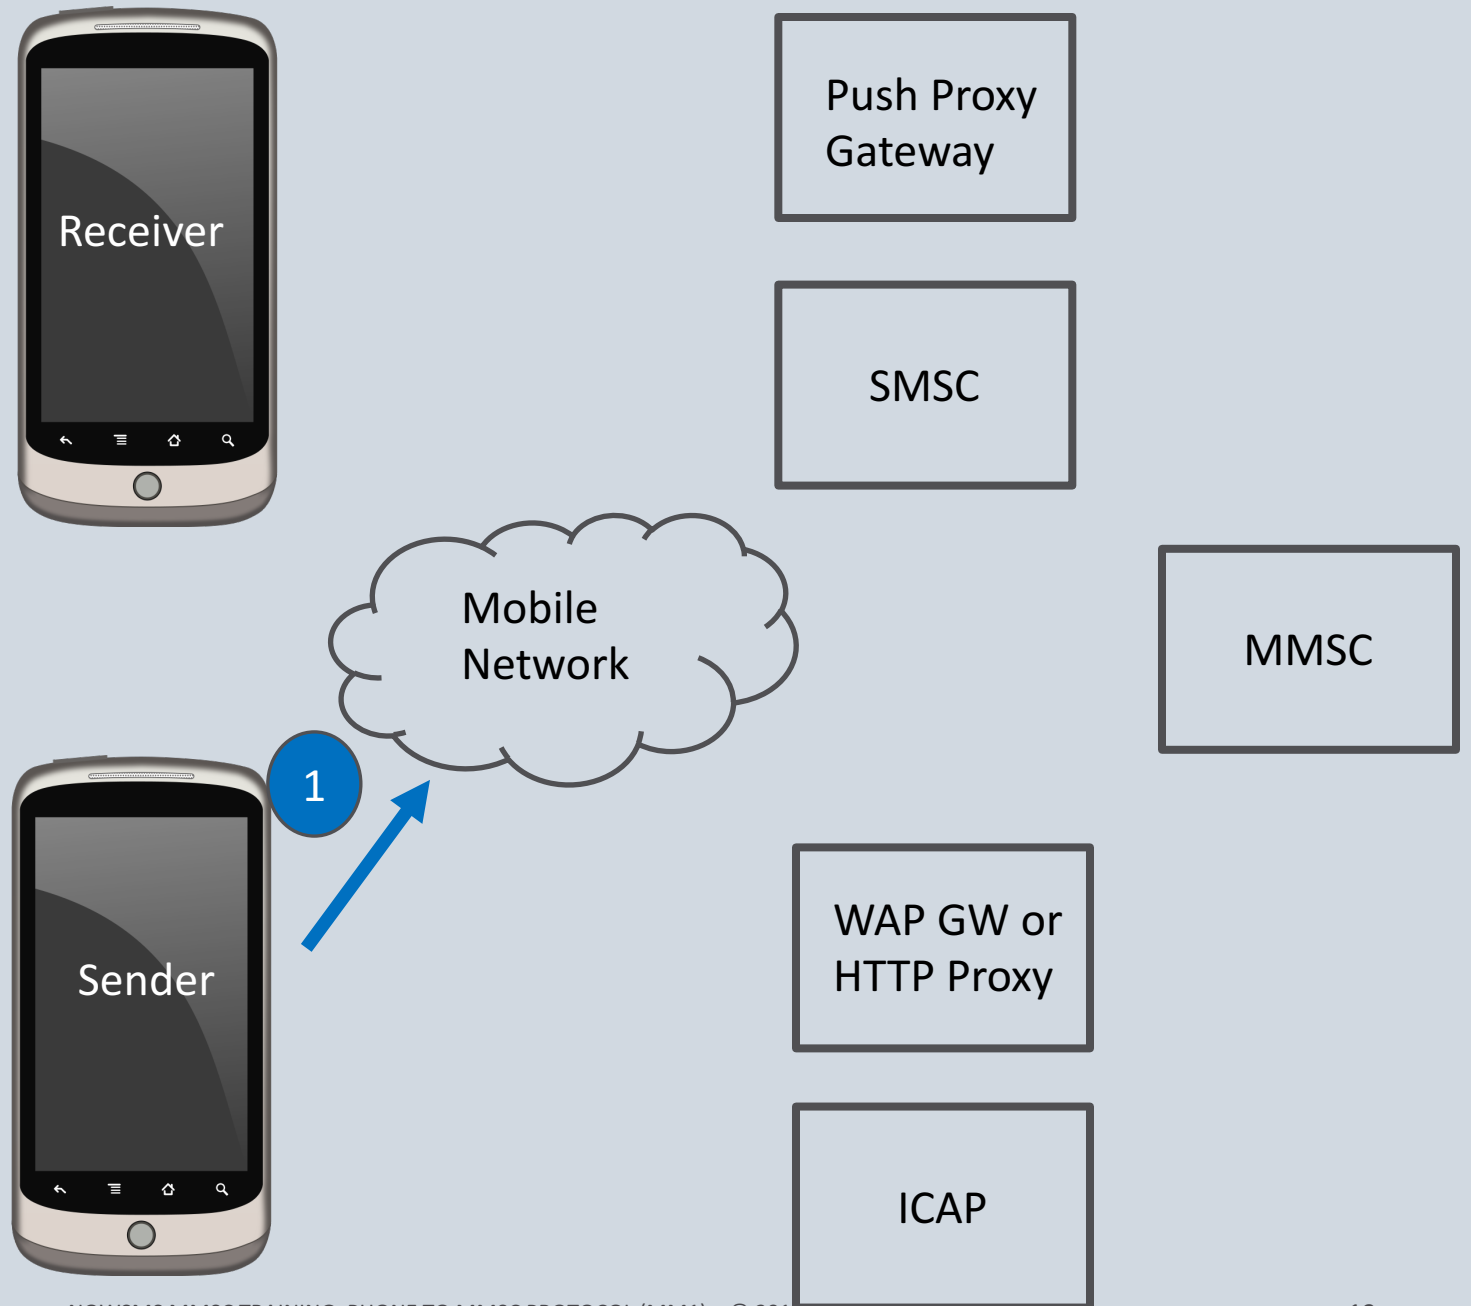 Push Proxy
Gateway
Receiver
SMSC
Mobile
Network
MMSC
1
WAP GW or
HTTP Proxy
Sender
ICAP